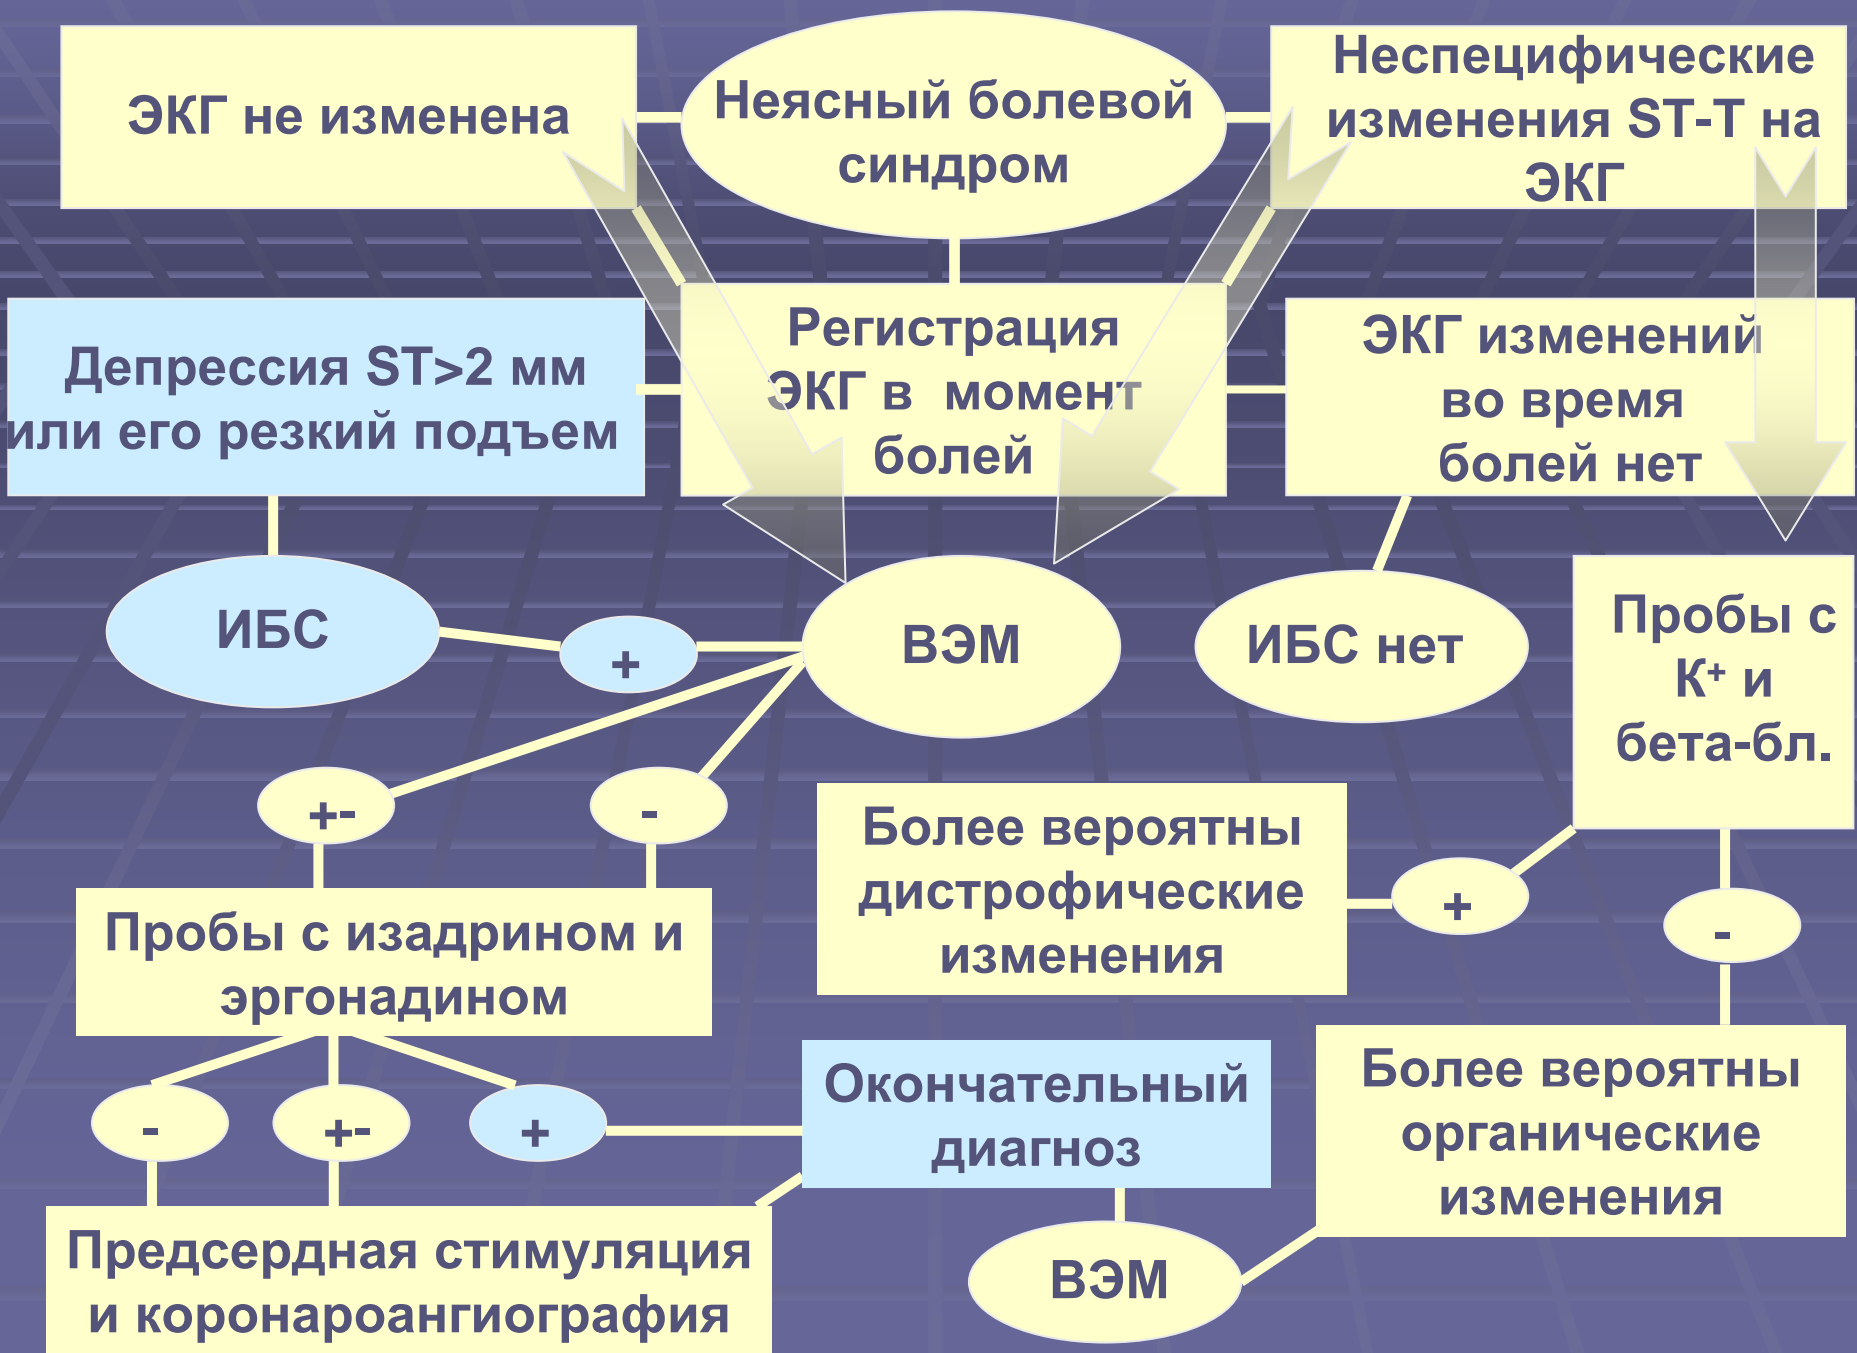 ЭКГ не изменена
Неясный болевой
синдром
Неспецифические
изменения ST-T на
ЭКГ
Депрессия ST>2 мм
или его резкий подъем
Регистрация
ЭКГ в момент
болей
ЭКГ изменений
во время
болей нет
ИБС
+
ВЭМ
ИБС нет
Пробы с
К⁺ и
бета-бл.
+-
-
Более вероятны
дистрофические
изменения
+
-
Пробы с изадрином и
эргонадином
-
+-
+
Окончательный
диагноз
Более вероятны
органические
изменения
Предсердная стимуляция
и коронароангиография
ВЭМ